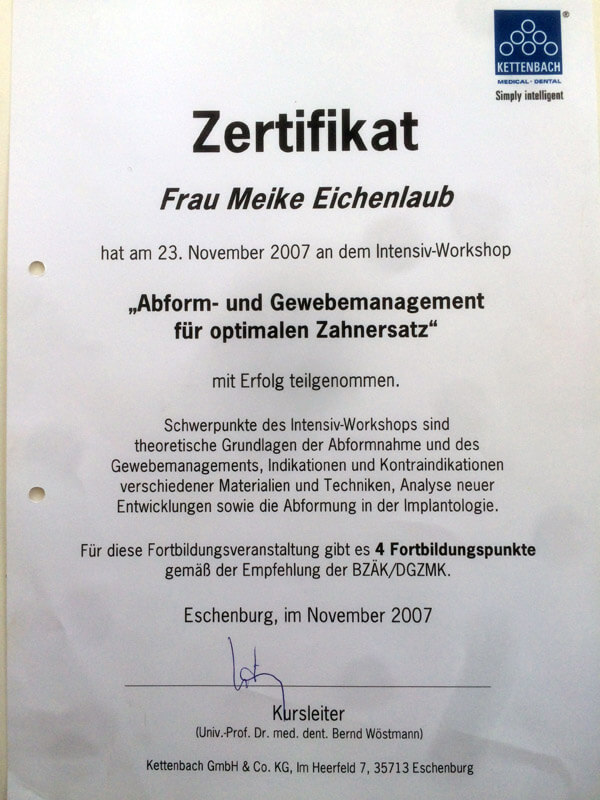 ®
KETTENBACH
MEDICAL · DENTAL
Simply intelligent
Zertifikat
Frau Meike Eichenlaub
hat am 23. November 2007 an dem Intensiv-Workshop
„Abform- und Gewebemanagement
für optimalen Zahnersatz“
mit Erfolg teilgenommen.
Schwerpunkte des Intensiv-Workshops sind
theoretische Grundlagen der Abformnahme und des
Gewebemanagements, Indikationen und Kontraindikationen
verschiedener Materialien und Techniken, Analyse neuer
Entwicklungen sowie die Abformung in der Implantologie.
Für diese Fortbildungsveranstaltung gibt es 4 Fortbildungspunkte
gemäß der Empfehlung der BZÄK/DGZMK.
Eschenburg, im November 2007
Kursleiter
(Univ.-Prof. Dr. med. dent. Bernd Wöstmann)
Kettenbach GmbH & Co. KG, Im Heerfeld 7, 35713 Eschenburg